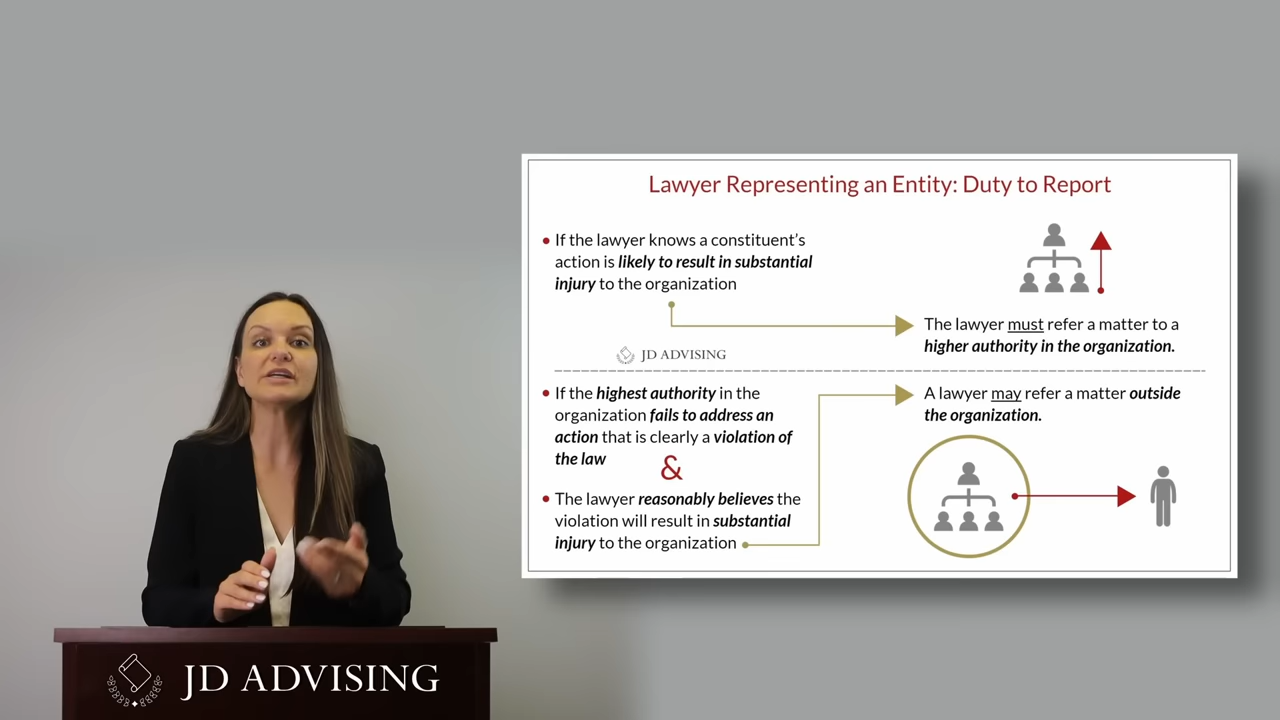 Lawyer Representing an Entity: Duty to Report
• If the lawyer knows a constituent's
action is likely to result in substantial
injury to the organization
The lawyer must refer a matter to a
higher authority in the organization.
JD ADVISING
• If the highest authority in the
organization fails to address an
action that is clearly a violation of
the law
&
• The lawyer reasonably believes the
violation will result in substantial
injury to the organization
A lawyer may refer a matter outside
the organization.
JD ADVISING